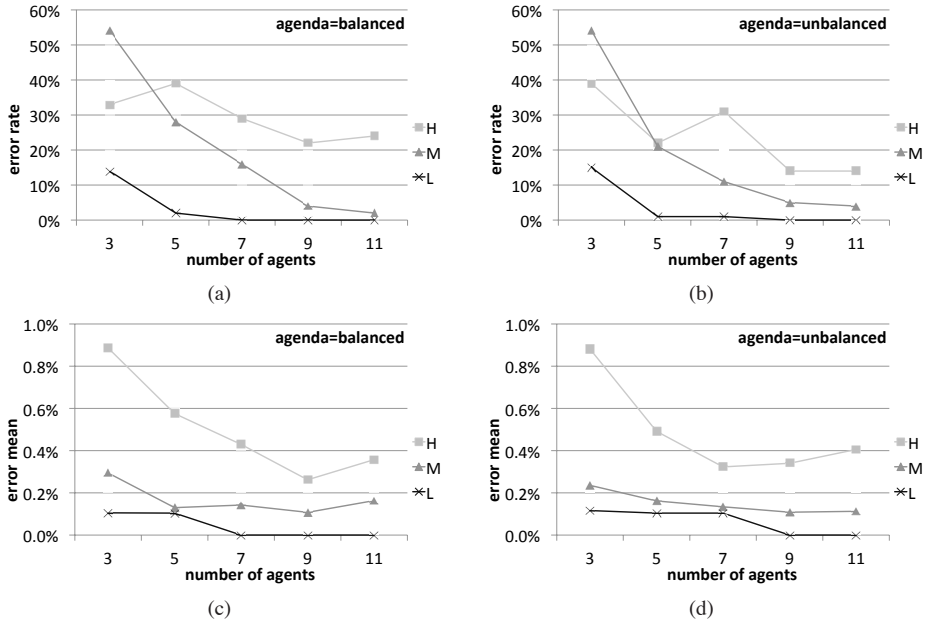 agenda=balanced
60%
50%
40%
30%
20%
10%
0%
error rate
3 5 7 9 11
number of agents
H
M
L
(a)
agenda=unbalanced
60%
50%
40%
30%
20%
10%
0%
error rate
3 5 7 9 11
number of agents
H
M
L
(b)
agenda=balanced
1.0%
0.8%
0.6%
0.4%
0.2%
0.0%
error mean
3 5 7 9 11
number of agents
H
M
L
(c)
agenda=unbalanced
1.0%
0.8%
0.6%
0.4%
0.2%
0.0%
error mean
3 5 7 9 11
number of agents
H
M
L
(d)